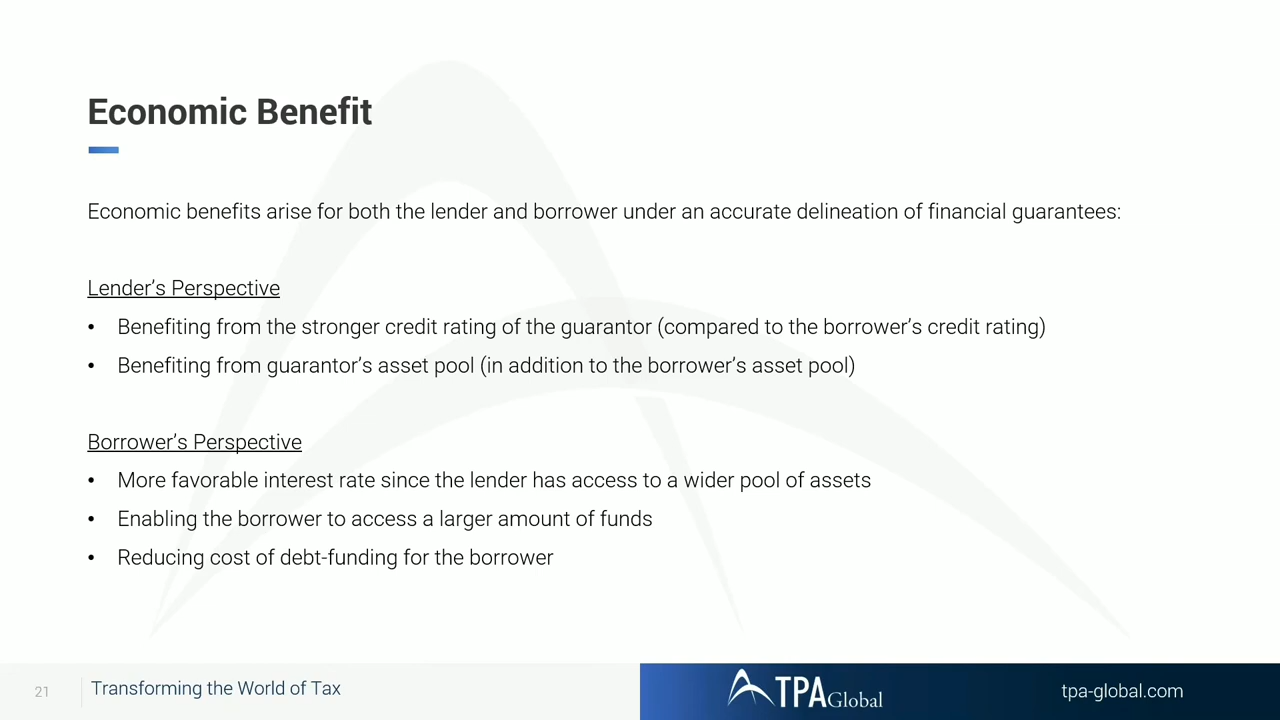 Economic Benefit
Economic benefits arise for both the lender and borrower under an accurate delineation of financial guarantees:
Lender’s Perspective
• Benefiting from the stronger credit rating of the guarantor (compared to the borrower’s credit rating)
• Benefiting from guarantor’s asset pool (in addition to the borrower’s asset pool)
Borrower’s Perspective
• More favorable interest rate since the lender has access to a wider pool of assets
• Enabling the borrower to access a larger amount of funds
• Reducing cost of debt-funding for the borrower
21
Transforming the World of Tax
TPA Global
tpa-global.com